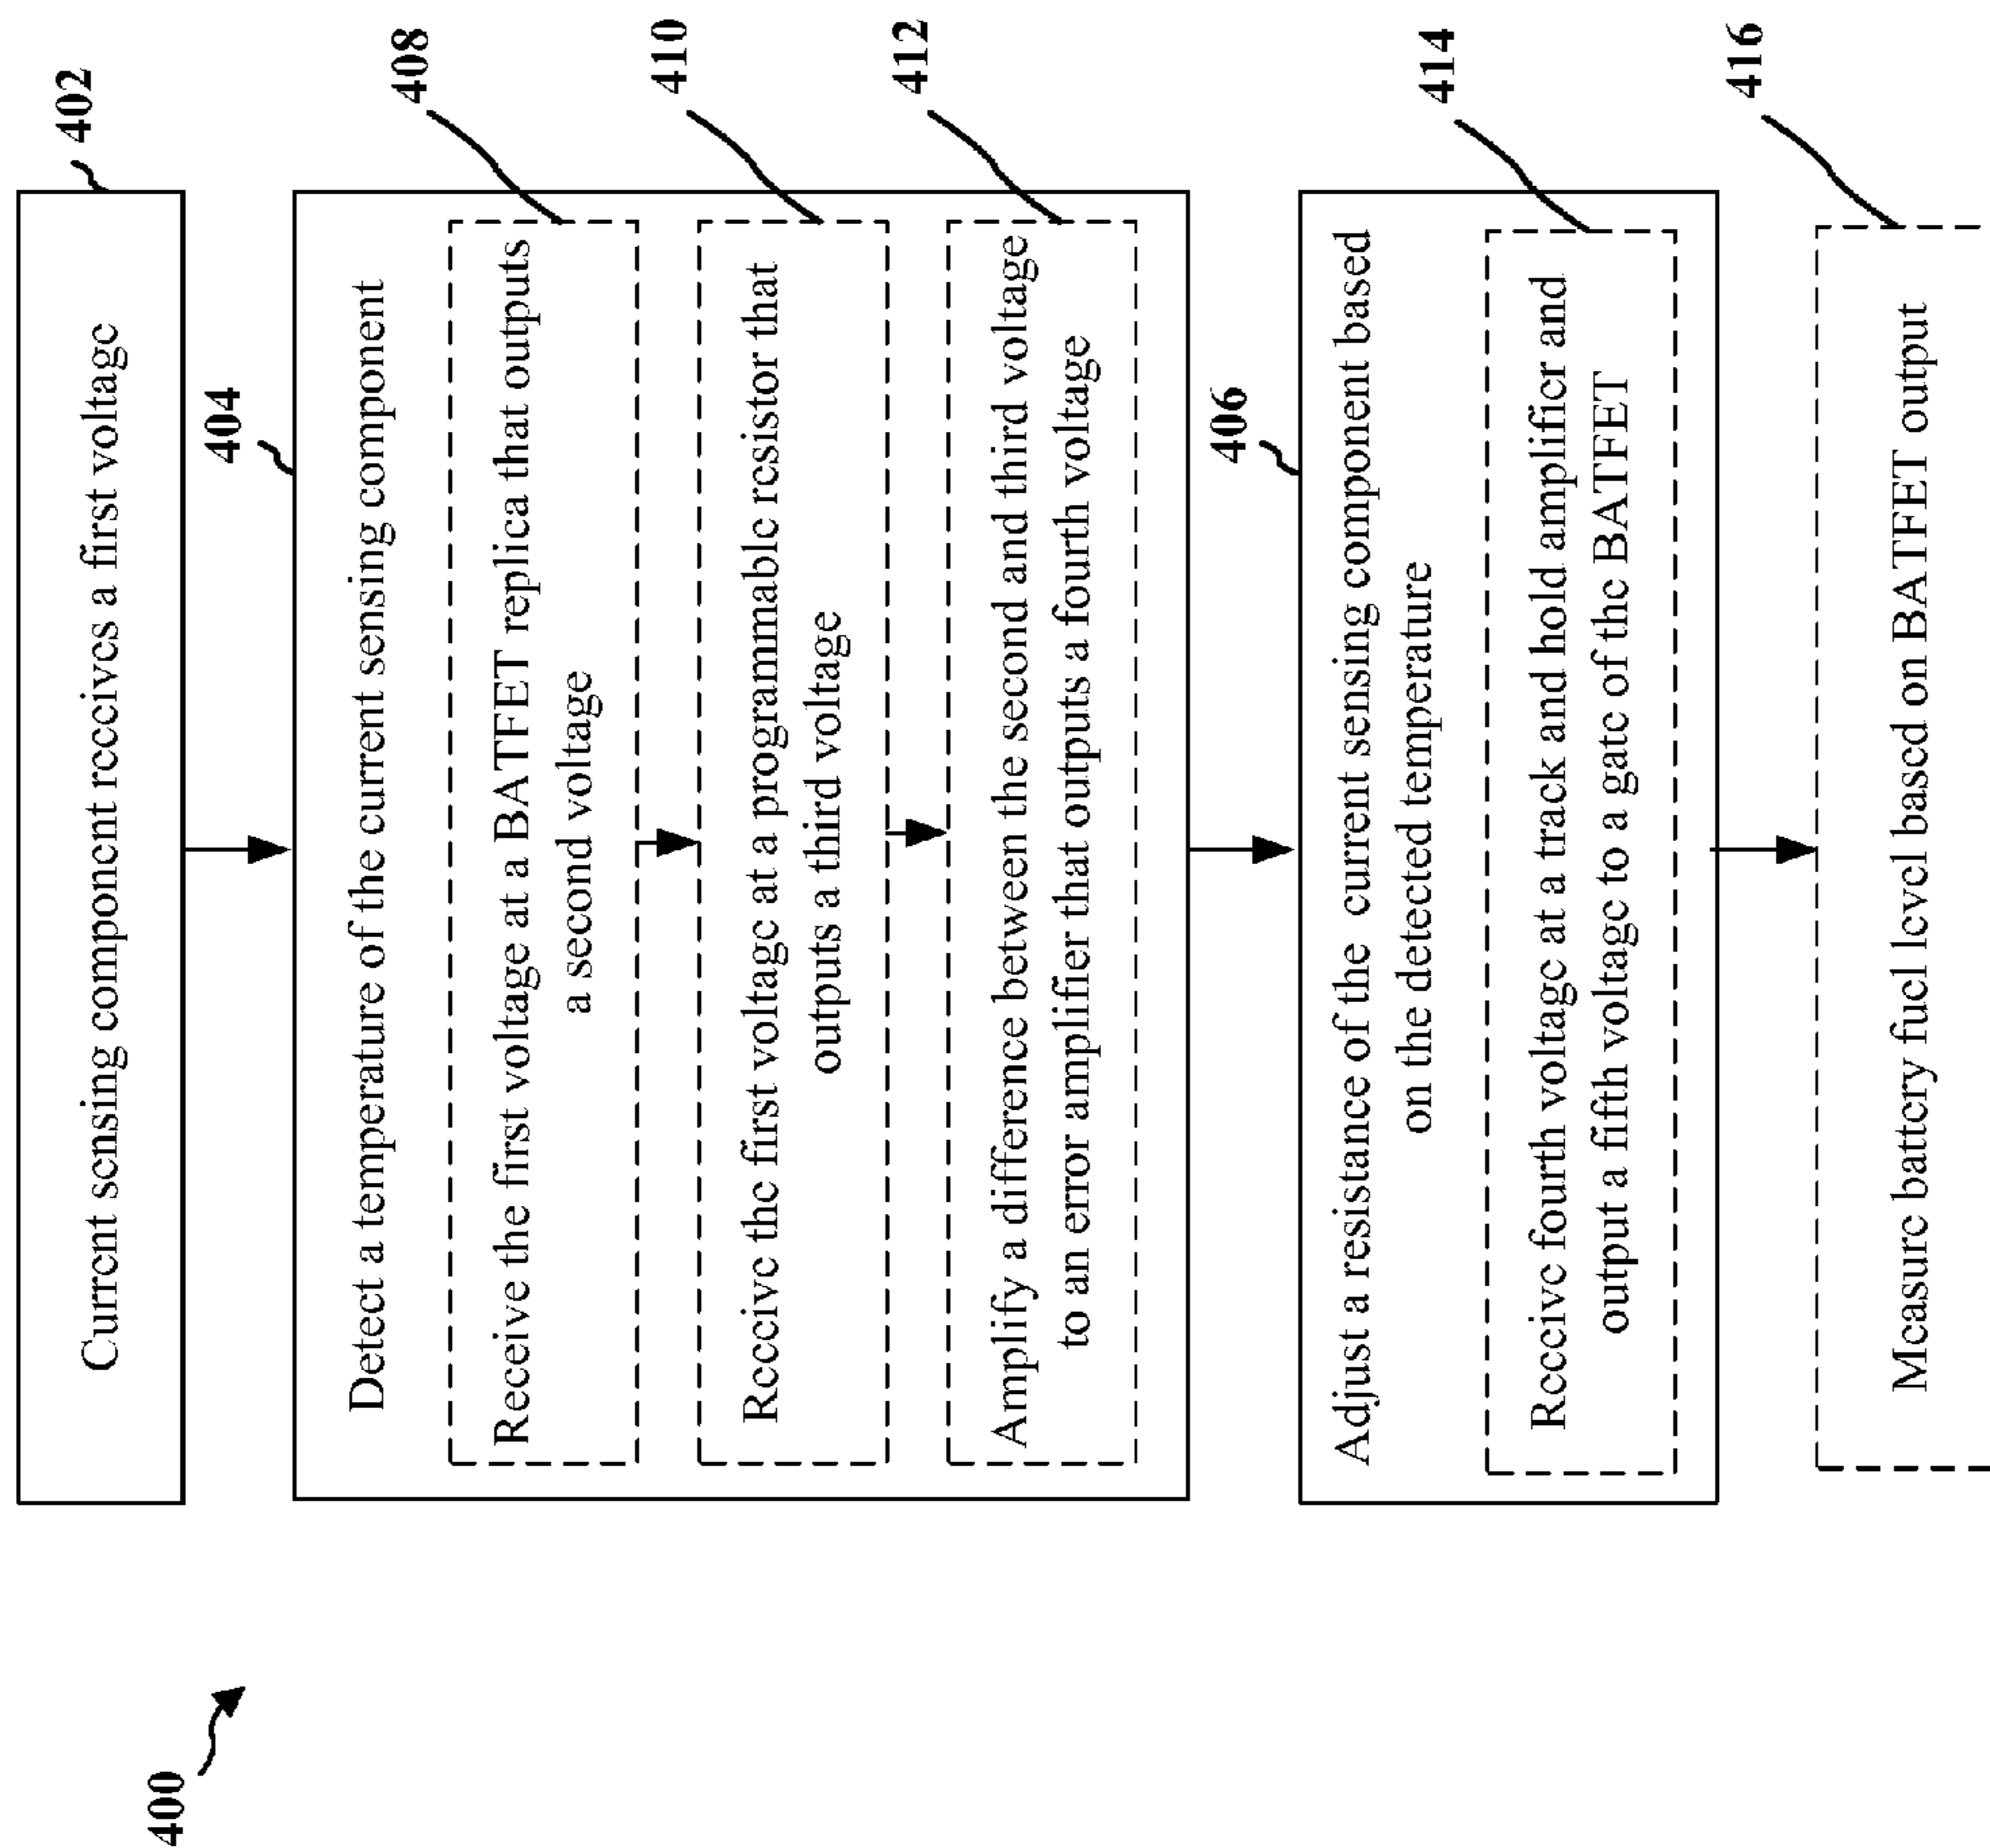 400
402
Current sensing component receives a first voltage
404
Detect a temperature of the current sensing component
408
Receive the first voltage at a BATFET replica that outputs
a second voltage
410
Receive the first voltage at a programmable resistor that
outputs a third voltage
412
Amplify a difference between the second and third voltage
to an error amplifier that outputs a fourth voltage
406
Adjust a resistance of the current sensing component based
on the detected temperature
414
Receive fourth voltage at a track and hold amplifier and
output a fifth voltage to a gate of the BATFET
416
Measure battery fuel level based on BATFET output